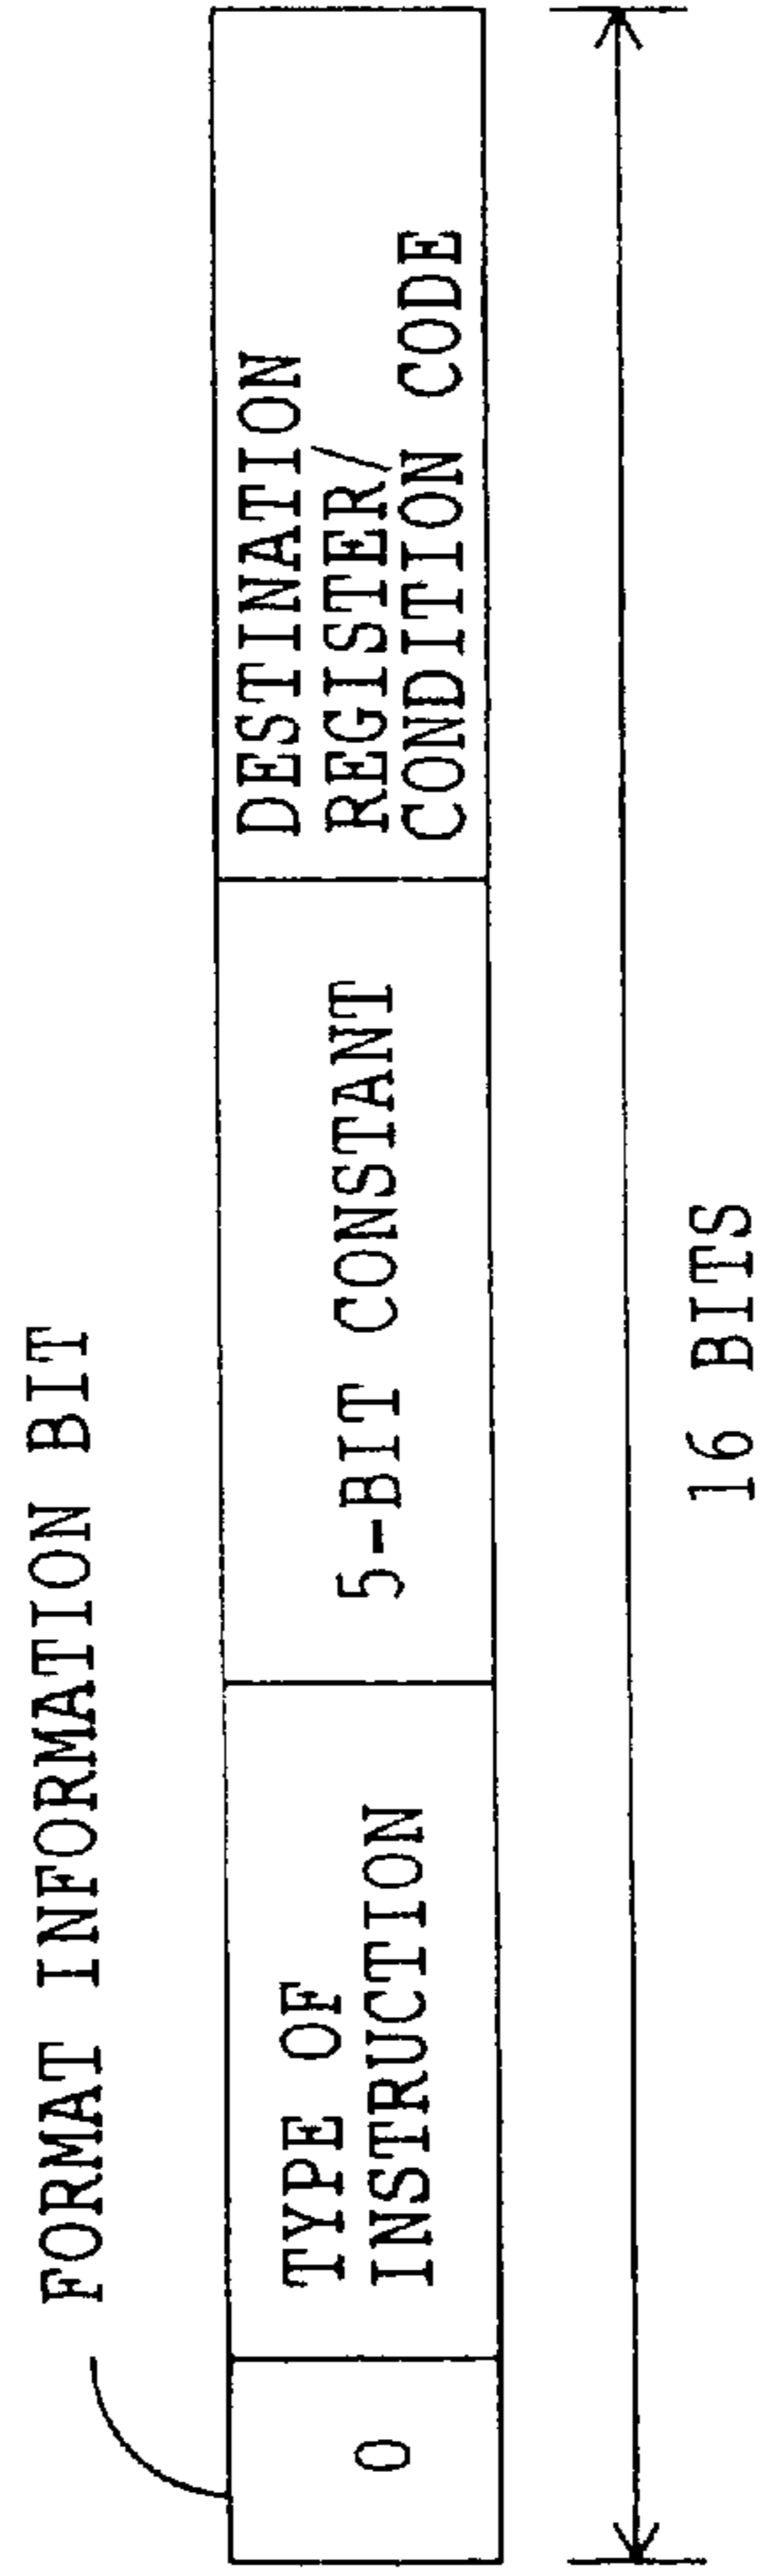 FORMAT INFORMATION BIT
0
TYPE OF
INSTRUCTION
5-BIT CONSTANT
DESTINATION
REGISTER/
CONDITION CODE
16 BITS